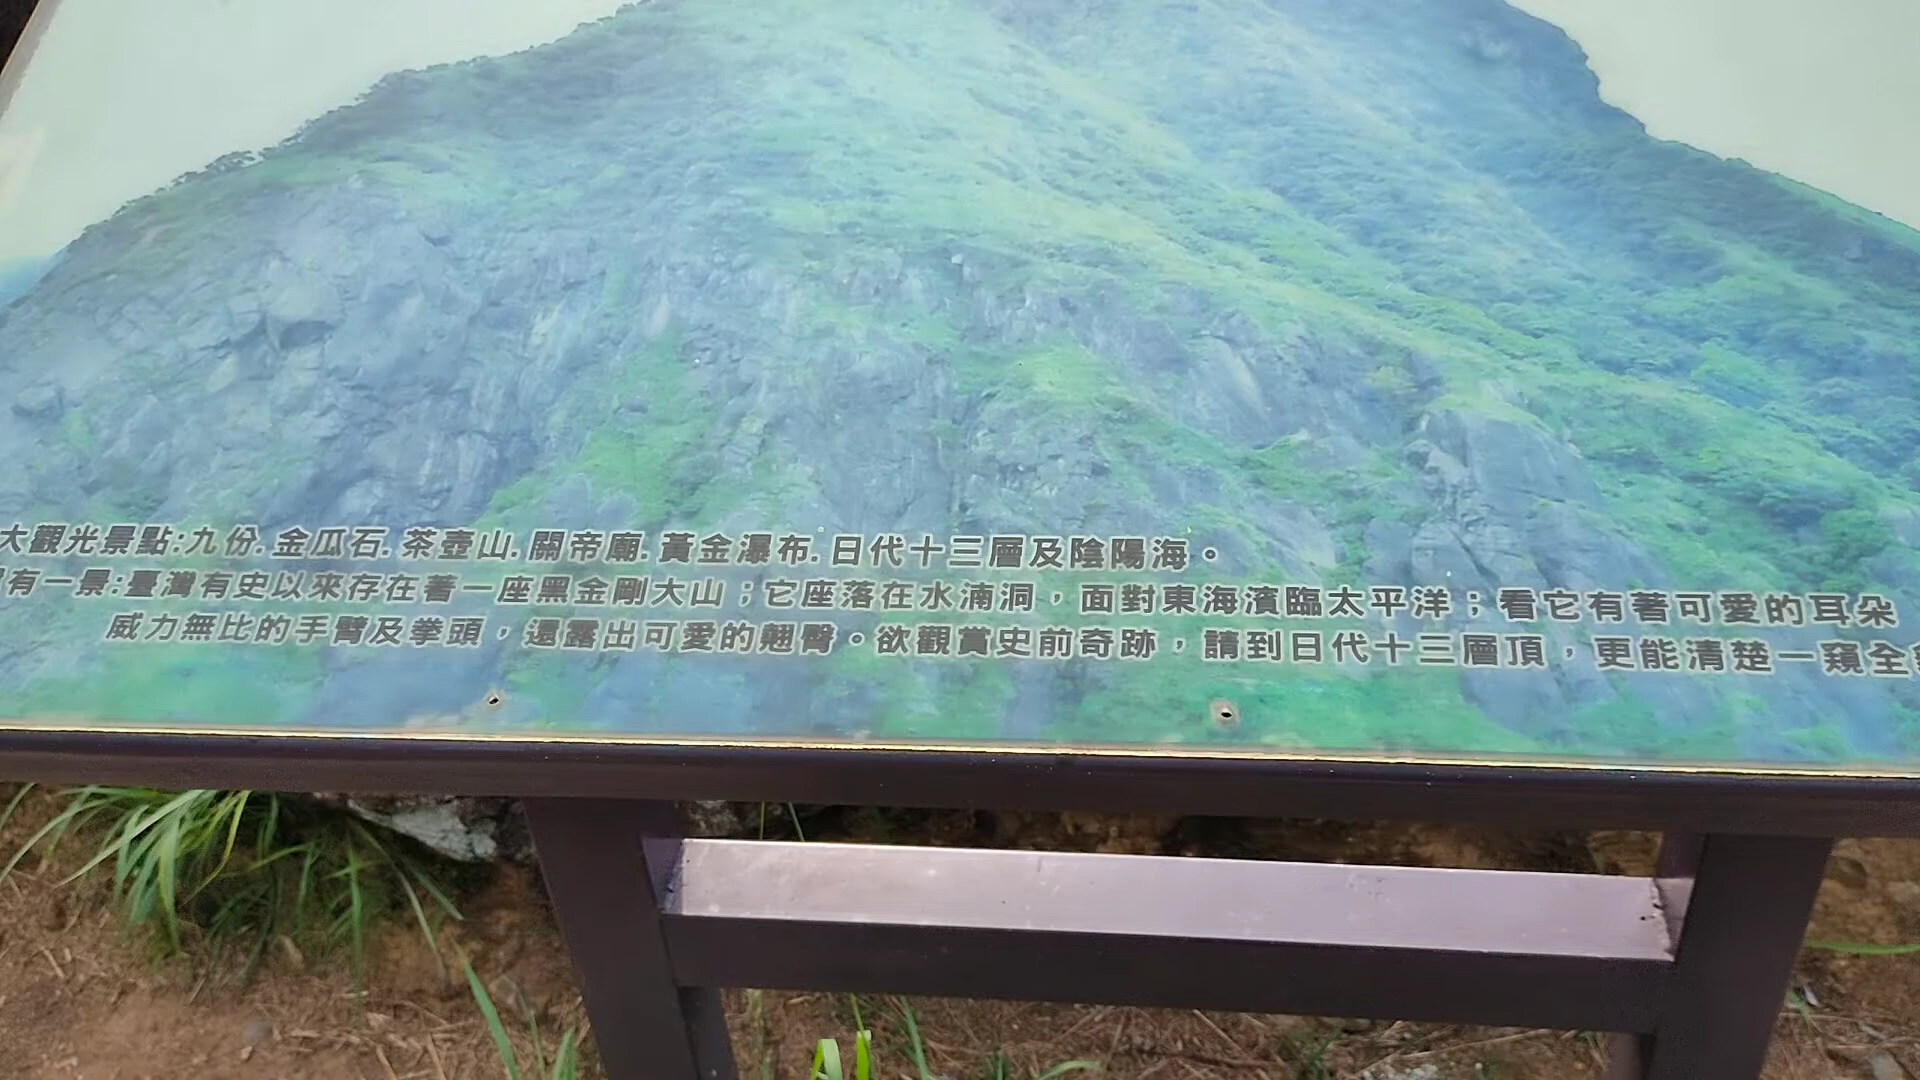 大觀光景點:九份.金瓜石.茶壺山.關帝廟.黃金瀑布.日代十三層及陰陽海。
有一景:臺灣有史以來存在著一座黑金剛大山;它座落在水湳洞,面對東海濱臨太平洋;看它有著可愛的耳朵
威力無比的手臂及拳頭,還露出可愛的翹臀。欲觀賞史前奇跡,請到日代十三層頂,更能清楚一窺全